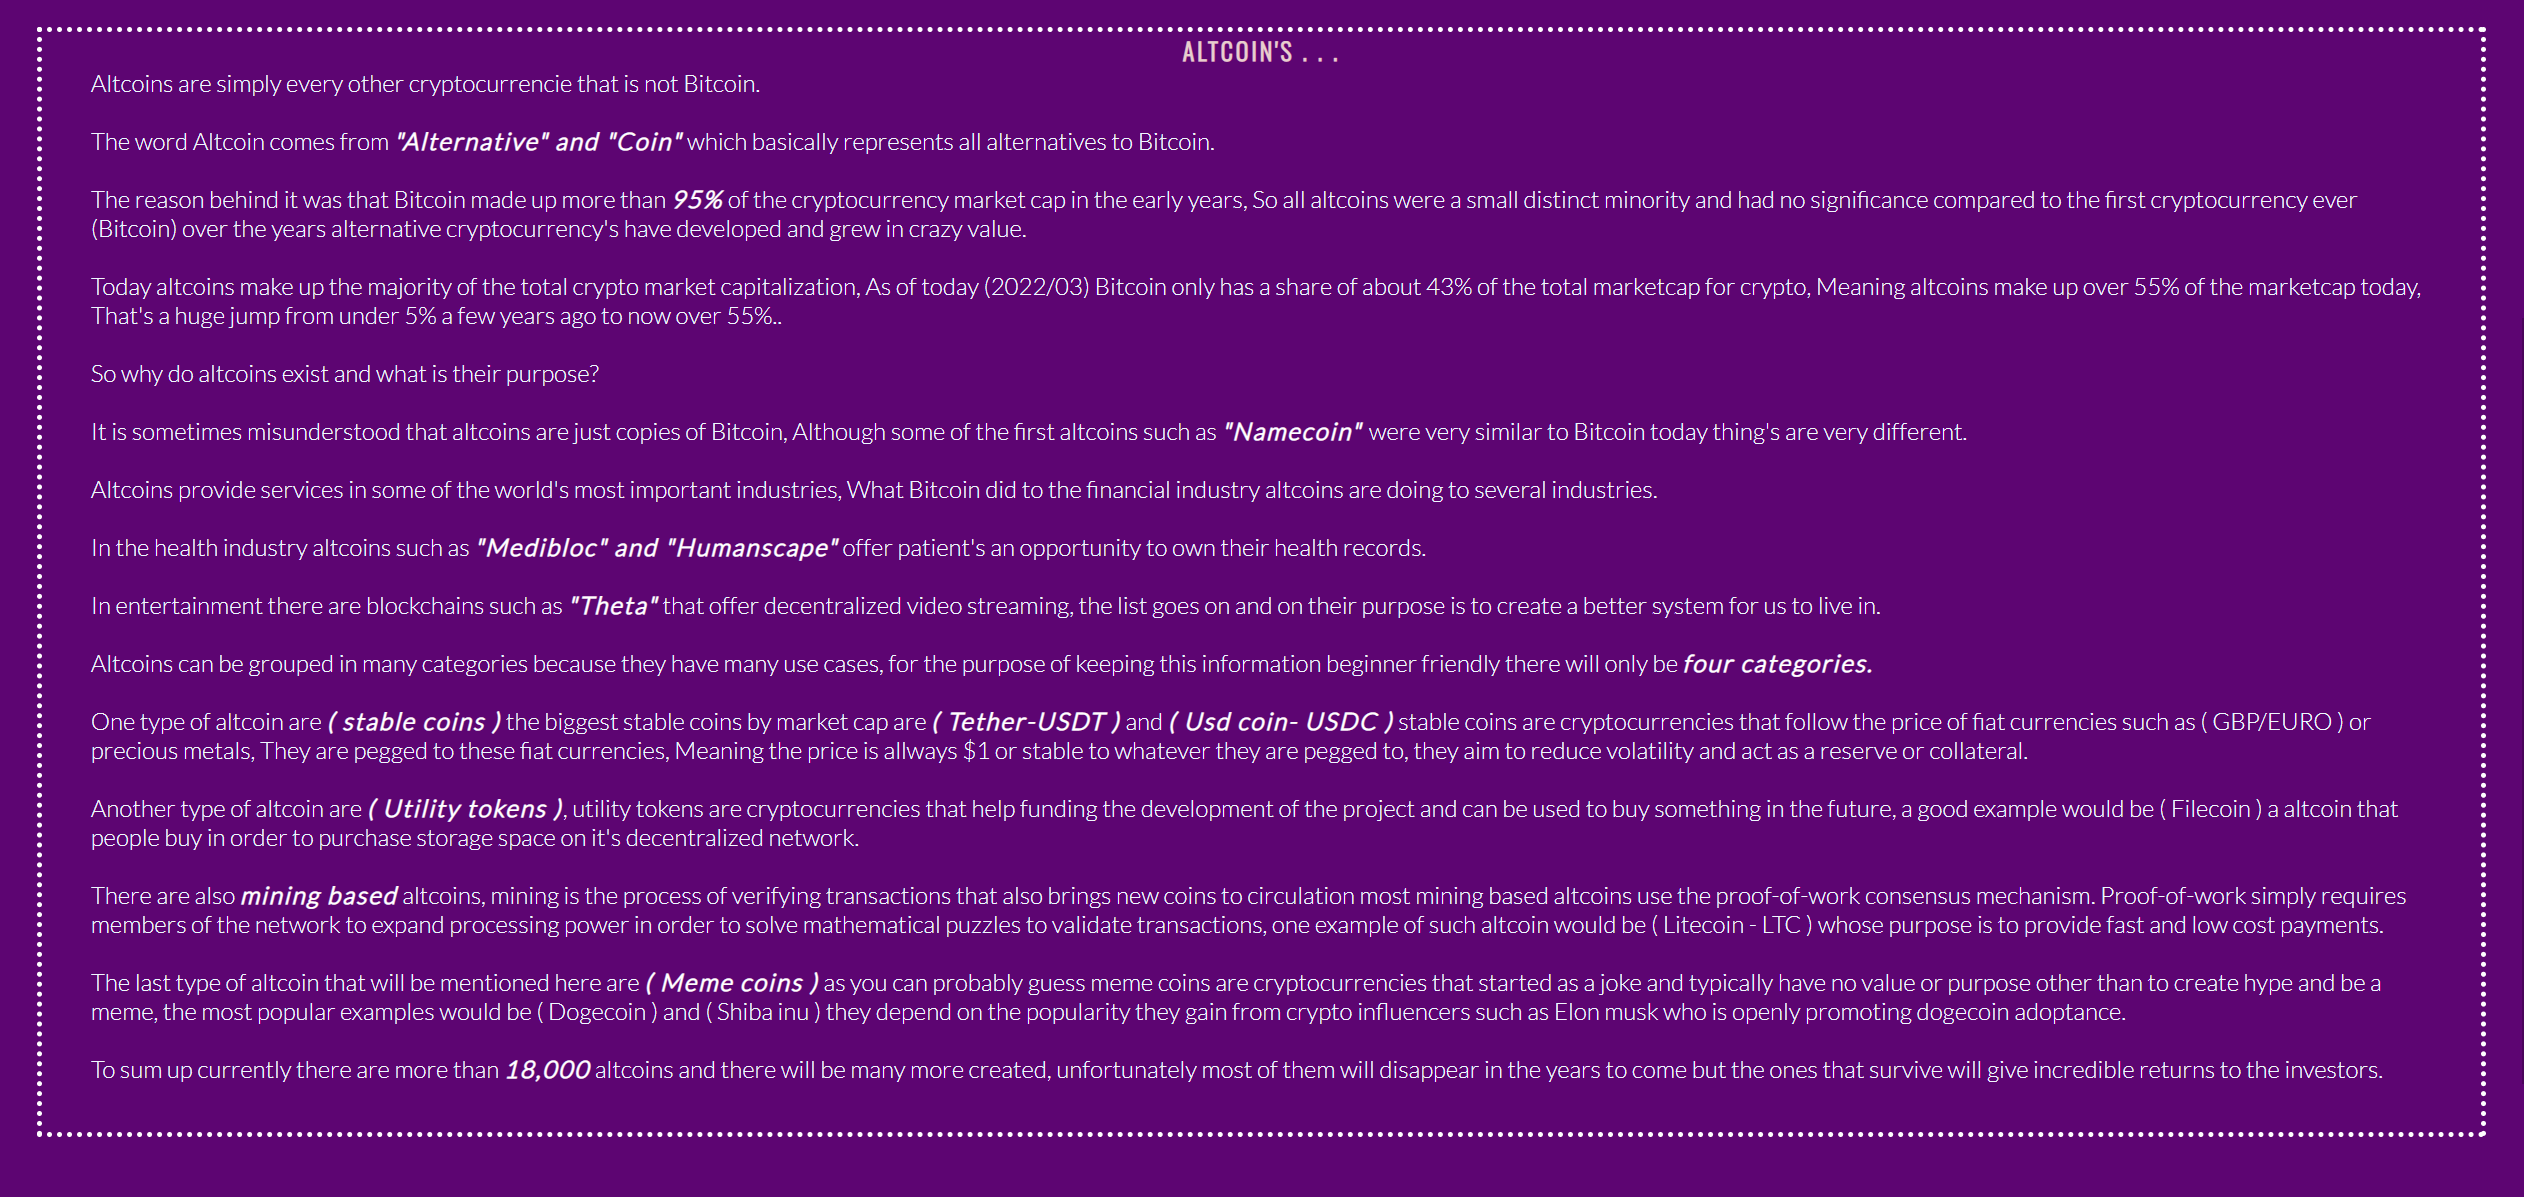 ALTCOIN'S . . .
Altcoins are simply every other cryptocurrencie that is not Bitcoin.
The word Altcoin comes from "Alternative" and "Coin" which basically represents all alternatives to Bitcoin.
The reason behind it was that Bitcoin made up more than 95% of the cryptocurrency market cap in the early years, So all altcoins were a small distinct minority and had no significance compared to the first cryptocurrency ever
(Bitcoin) over the years alternative cryptocurrency's have developed and grew in crazy value.
Today altcoins make up the majority of the total crypto market capitalization, As of today (2022/03) Bitcoin only has a share of about 43% of the total marketcap for crypto, Meaning altcoins make up over 55% of the marketcap today,
That's a huge jump from under 5% a few years ago to now over 55%..
So why do altcoins exist and what is their purpose?
It is sometimes misunderstood that altcoins are just copies of Bitcoin, Although some of the first altcoins such as "Namecoin" were very similar to Bitcoin today thing's are very different.
Altcoins provide services in some of the world's most important industries, What Bitcoin did to the financial industry altcoins are doing to several industries.
In the health industry altcoins such as "Medibloc" and "Humanscape" offer patient's an opportunity to own their health records.
In entertainment there are blockchains such as "Theta" that offer decentralized video streaming, the list goes on and on their purpose is to create a better system for us to live in.
Altcoins can be grouped in many categories because they have many use cases, for the purpose of keeping this information beginner friendly there will only be four categories.
One type of altcoin are ( stable coins ) the biggest stable coins by market cap are ( Tether-USDT ) and ( Usd coin- USDC ) stable coins are cryptocurrencies that follow the price of fiat currencies such as ( GBP/EURO ) or
precious metals, They are pegged to these fiat currencies, Meaning the price is allways $1 or stable to whatever they are pegged to, they aim to reduce volatility and act as a reserve or collateral.
Another type of altcoin are ( Utility tokens ), utility tokens are cryptocurrencies that help funding the development of the project and can be used to buy something in the future, a good example would be ( Filecoin ) a altcoin that
people buy in order to purchase storage space on it's decentralized network.
There are also mining based altcoins, mining is the process of verifying transactions that also brings new coins to circulation most mining based altcoins use the proof-of-work consensus mechanism. Proof-of-work simply requires
members of the network to expand processing power in order to solve mathematical puzzles to validate transactions, one example of such altcoin would be ( Litecoin - LTC ) whose purpose is to provide fast and low cost payments.
The last type of altcoin that will be mentioned here are ( Meme coins ) as you can probably guess meme coins are cryptocurrencies that started as a joke and typically have no value or purpose other than to create hype and be a
meme, the most popular examples would be ( Dogecoin ) and ( Shiba inu ) they depend on the popularity they gain from crypto influencers such as Elon musk who is openly promoting dogecoin adoptance.
To sum up currently there are more than 18,000 altcoins and there will be many more created, unfortunately most of them will disappear in the years to come but the ones that survive will give incredible returns to the investors.